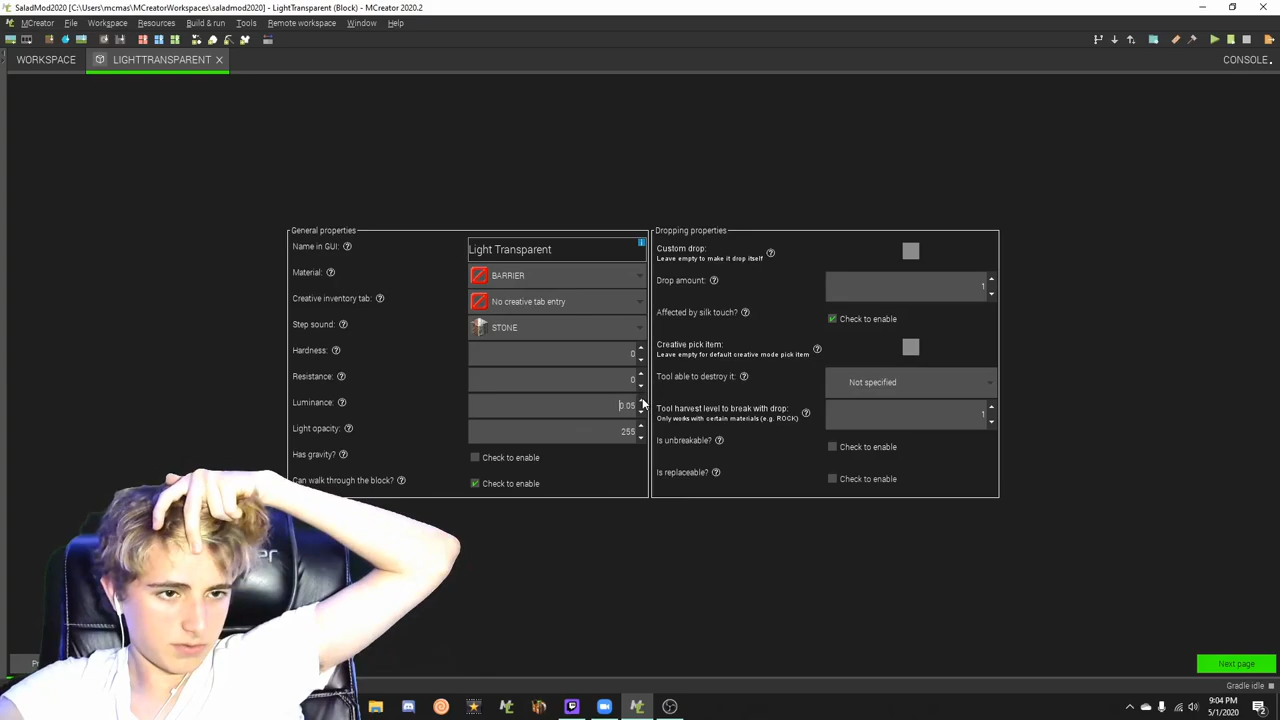 SaladMod2020 [C:\Users\mcmas\MCreatorWorkspaces\saladmod2020] - LightTransparent (Block) - MCreator 2020.2
MCreator File Workspace Resources Build & run Tools Remote workspace Window Help
WORKSPACE LIGHTTRANSPARENT CONSOLE
General properties
Name in GUI: Light Transparent
Material: BARRIER
Creative inventory tab: No creative tab entry
Step sound: STONE
Hardness: 0
Resistance: 0
Luminance: 0.05
Light opacity: 255
Has gravity? Check to enable
Can walk through the block? Check to enable
Dropping properties
Custom drop:
Leave empty to make it drop itself
Drop amount: 1
Affected by silk touch? Check to enable
Creative pick item:
Leave empty for default creative mode pick item
Tool able to destroy it: Not specified
Tool harvest level to break with drop: 1
Only works with certain materials (e.g. ROCK)
Is unbreakable? Check to enable
Is replaceable? Check to enable
Next page
Gradle idle
9:04 PM
5/1/2020